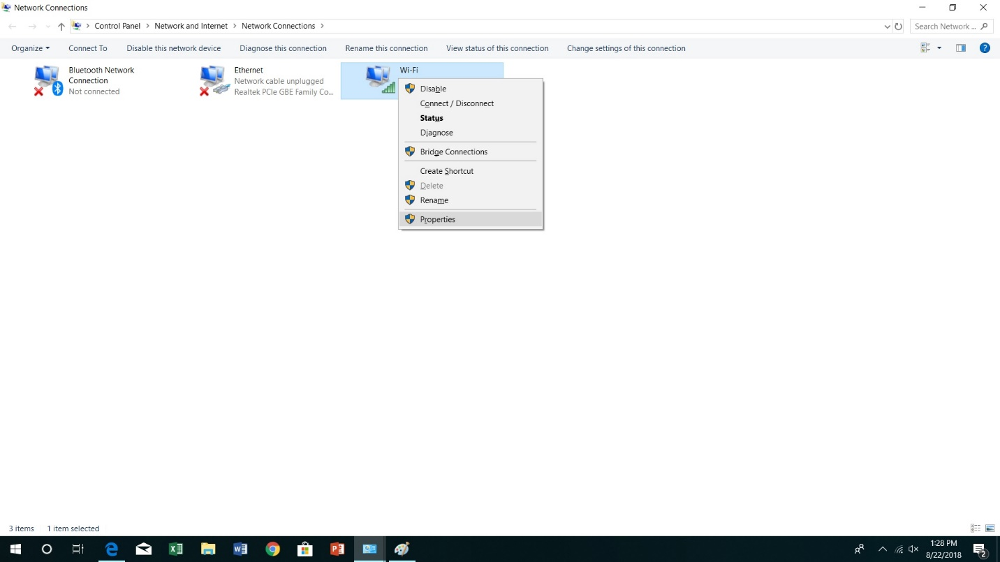 Network Connections
Control Panel > Network and Internet > Network Connections >
Search Network ...
Organize
Connect To
Disable this network device
Diagnose this connection
Rename this connection
View status of this connection
Change settings of this connection
Bluetooth Network
Connection
Not connected
Ethernet
Network cable unplugged
Realtek PCIe GBE Family Co...
Wi-Fi
Disable
Connect / Disconnect
Status
Diagnose
Bridge Connections
Create Shortcut
Delete
Rename
Properties
3 items
1 item selected
1:28 PM
8/22/2018
2